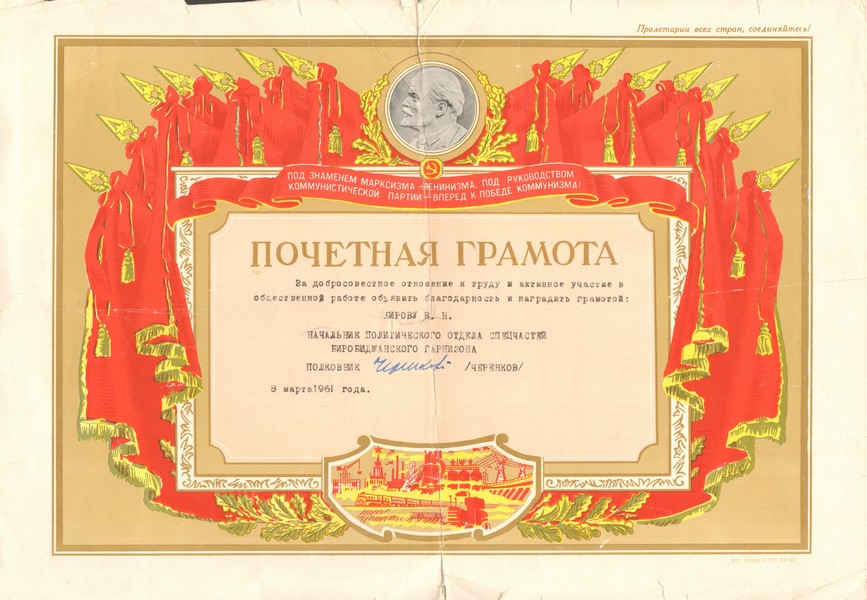 Пролетарии всех стран, соединяйтесь!
ПОД ЗНАМЕНЕМ МАРКСИЗМА-ЛЕНИНИЗМА, ПОД РУКОВОДСТВОМ
КОММУНИСТИЧЕСКОЙ ПАРТИИ—ВПЕРЕД К ПОБЕДЕ КОММУНИЗМА!
ПОЧЕТНАЯ ГРАМОТА
За добросовестное отношение к труду и активное участие в
общественной работе объявить благодарность и наградить грамотой:
В. Н.
НАЧАЛЬНИК ПОЛИТИЧЕСКОГО ОТДЕЛА СПЕЦЧАСТЕЙ
БИРОБИДЖАНСКОГО ГАРНИЗОНА
ПОЛКОВНИК /ЧЕРЕНКОВ/
8 марта1961 года.